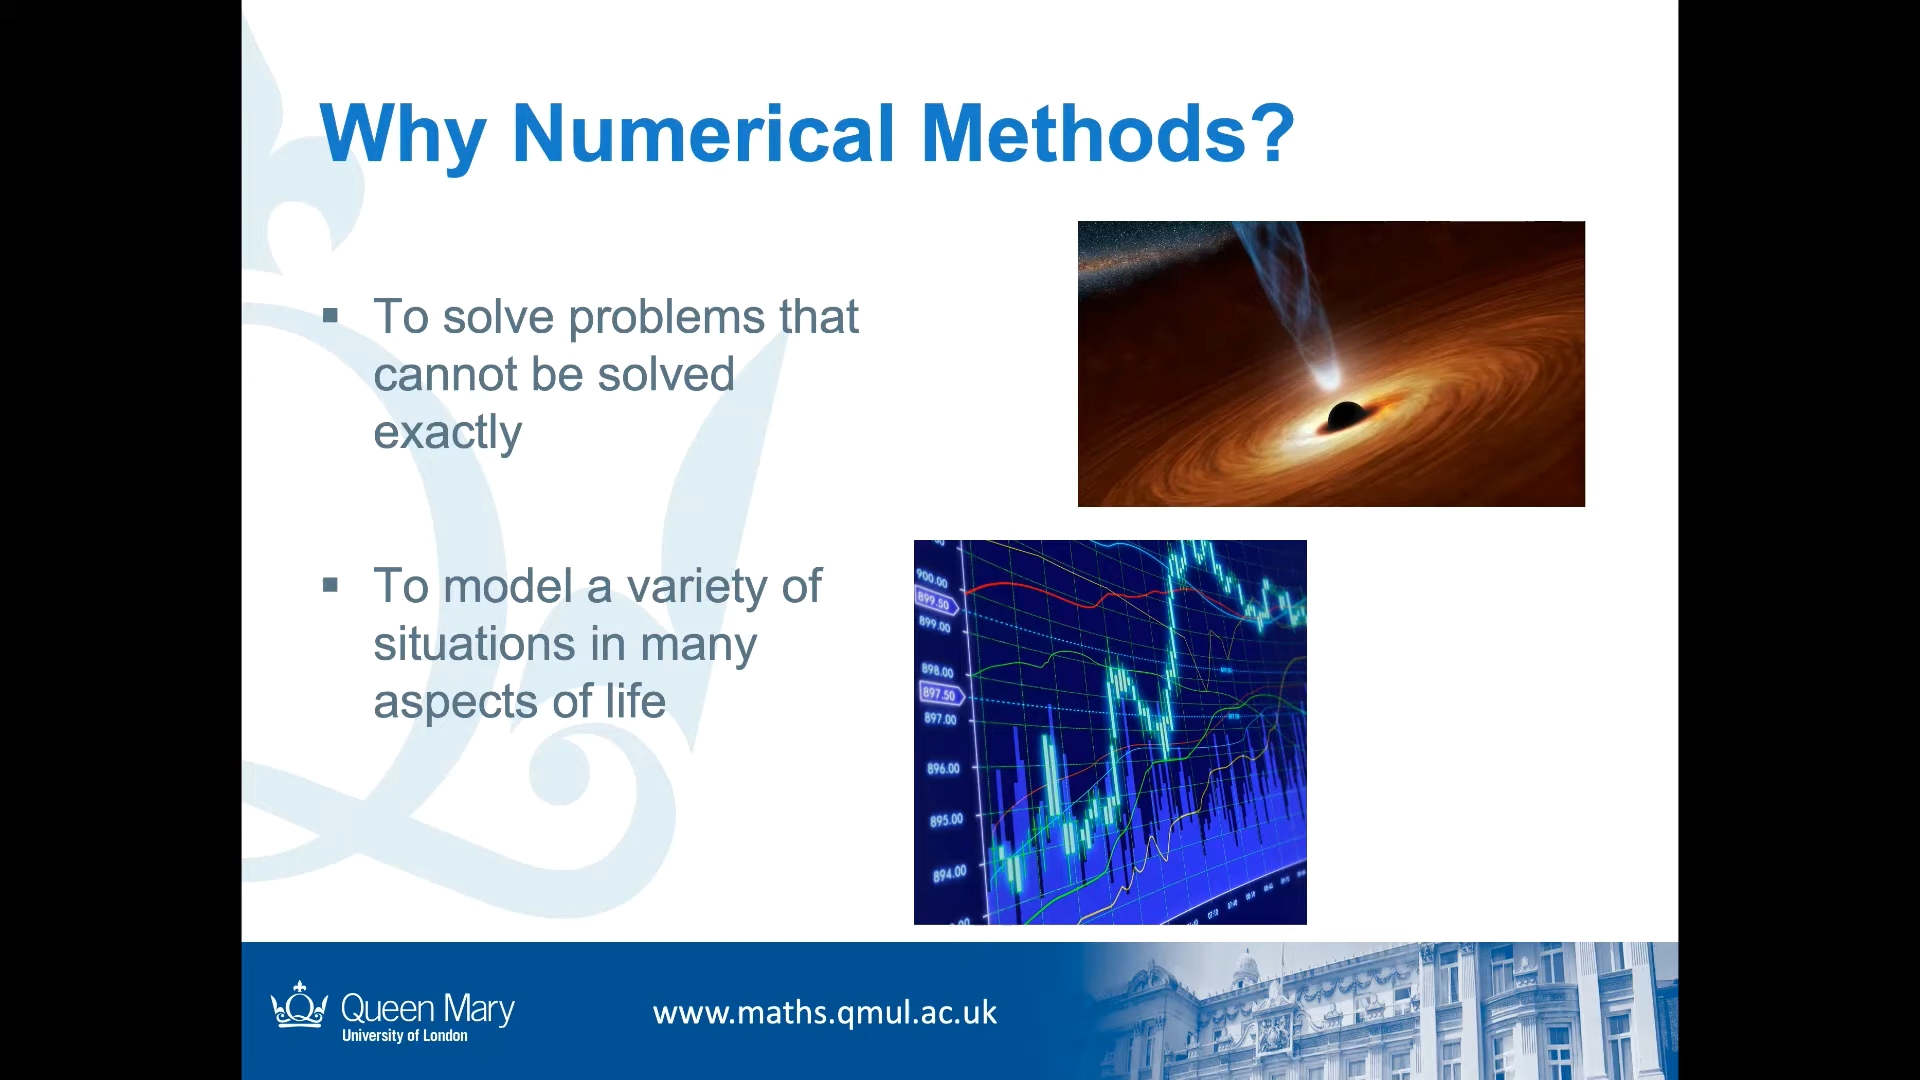 Why Numerical Methods?
▪ To solve problems that
cannot be solved
exactly
▪ To model a variety of
situations in many
aspects of life
900.00
899.50
899.00
898.00
897.50
897.00
896.00
895.00
894.00
Queen Mary
University of London
www.maths.qmul.ac.uk